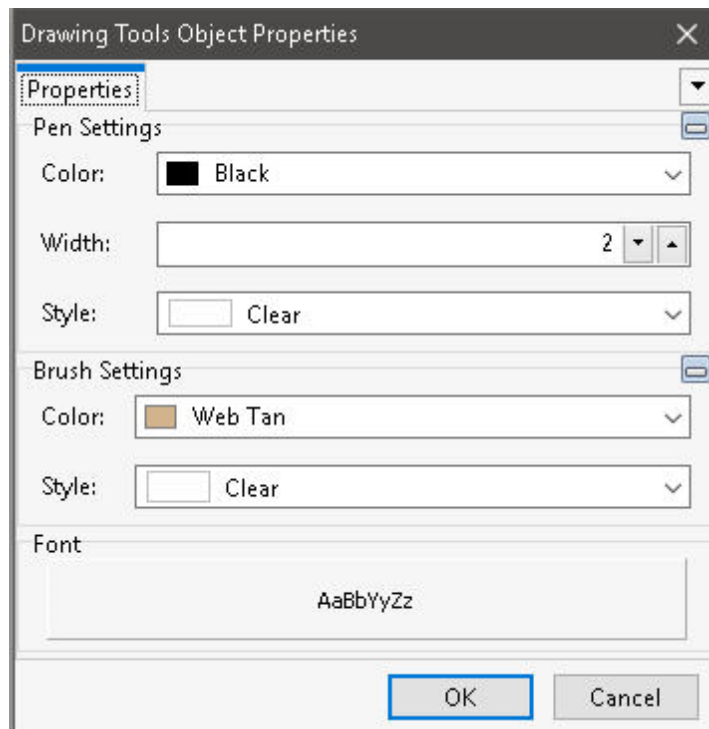 Drawing Tools Object Properties
Properties
Pen Settings
Color: Black
Width: 2
Style: Clear
Brush Settings
Color: Web Tan
Style: Clear
Font
AaBbYyZz
OK Cancel